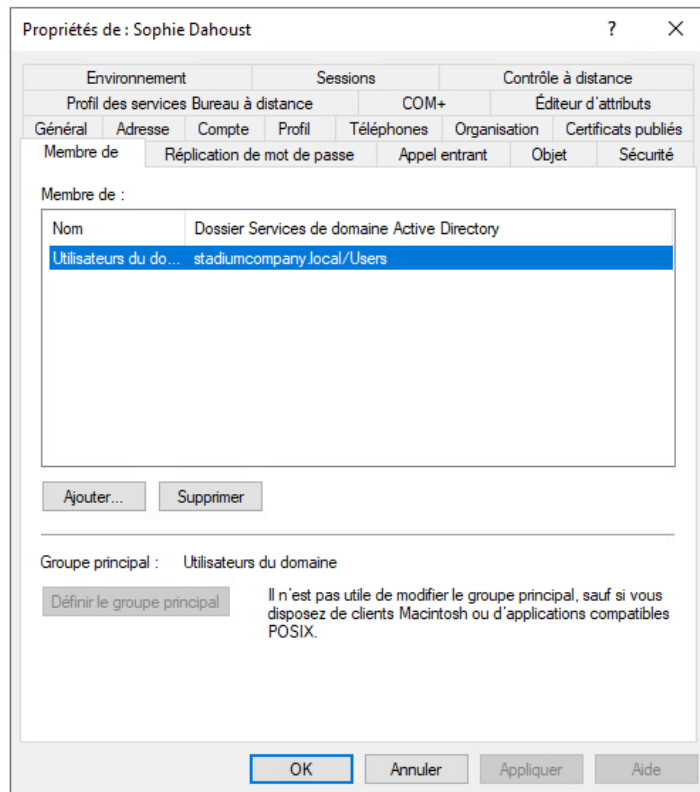 Propriétés de : Sophie Dahoust
Environnement Sessions Contrôle à distance
Profil des services Bureau à distance COM+ Éditeur d'attributs
Général Adresse Compte Profil Téléphones Organisation Certificats publiés
Membre de Réplication de mot de passe Appel entrant Objet Sécurité
Membre de :
Nom Dossier Services de domaine Active Directory
Utilisateurs du do... stadiumcompany.local/Users
Ajouter... Supprimer
Groupe principal : Utilisateurs du domaine
Définir le groupe principal
Il n'est pas utile de modifier le groupe principal, sauf si vous
disposez de clients Macintosh ou d'applications compatibles
POSIX.
OK Annuler Appliquer Aide